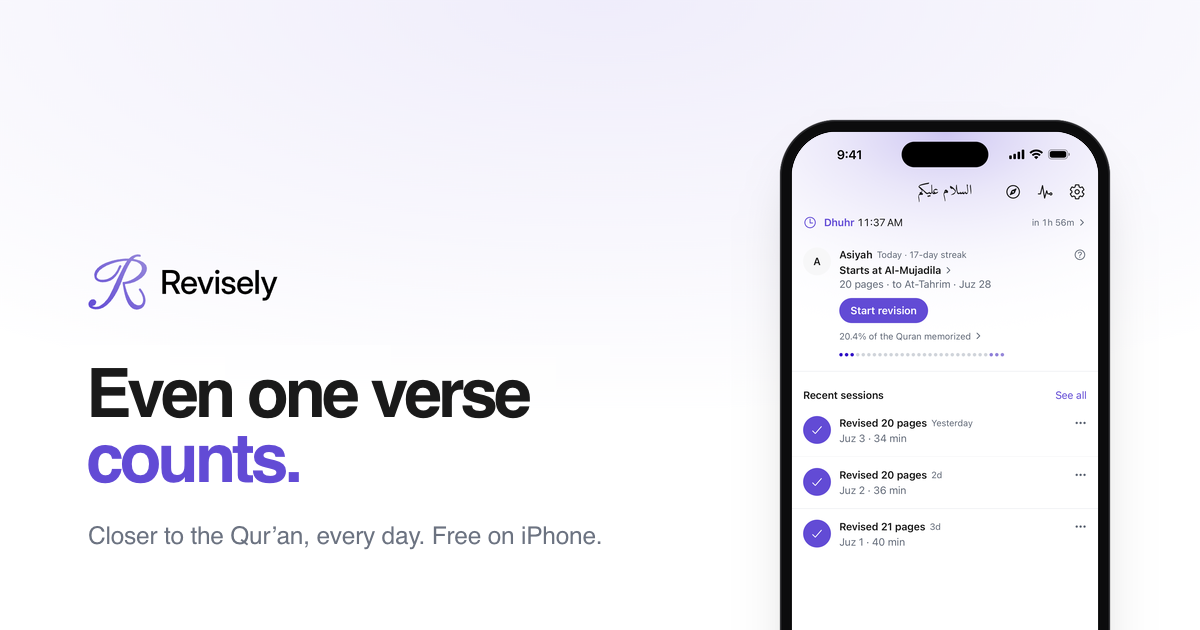 Revisely
Even one verse
counts.
Closer to the Qur’an, every day. Free on iPhone.
9:41
السلام عليكم
Dhuhr 11:37 AM
in 1h 56m
A
Asiyah Today · 17-day streak
Starts at Al-Mujadila
20 pages · to At-Tahrim · Juz 28
Start revision
20.4% of the Quran memorized
Recent sessions
See all
Revised 20 pages Yesterday
Juz 3 · 34 min
Revised 20 pages 2d
Juz 2 · 36 min
Revised 21 pages 3d
Juz 1 · 40 min